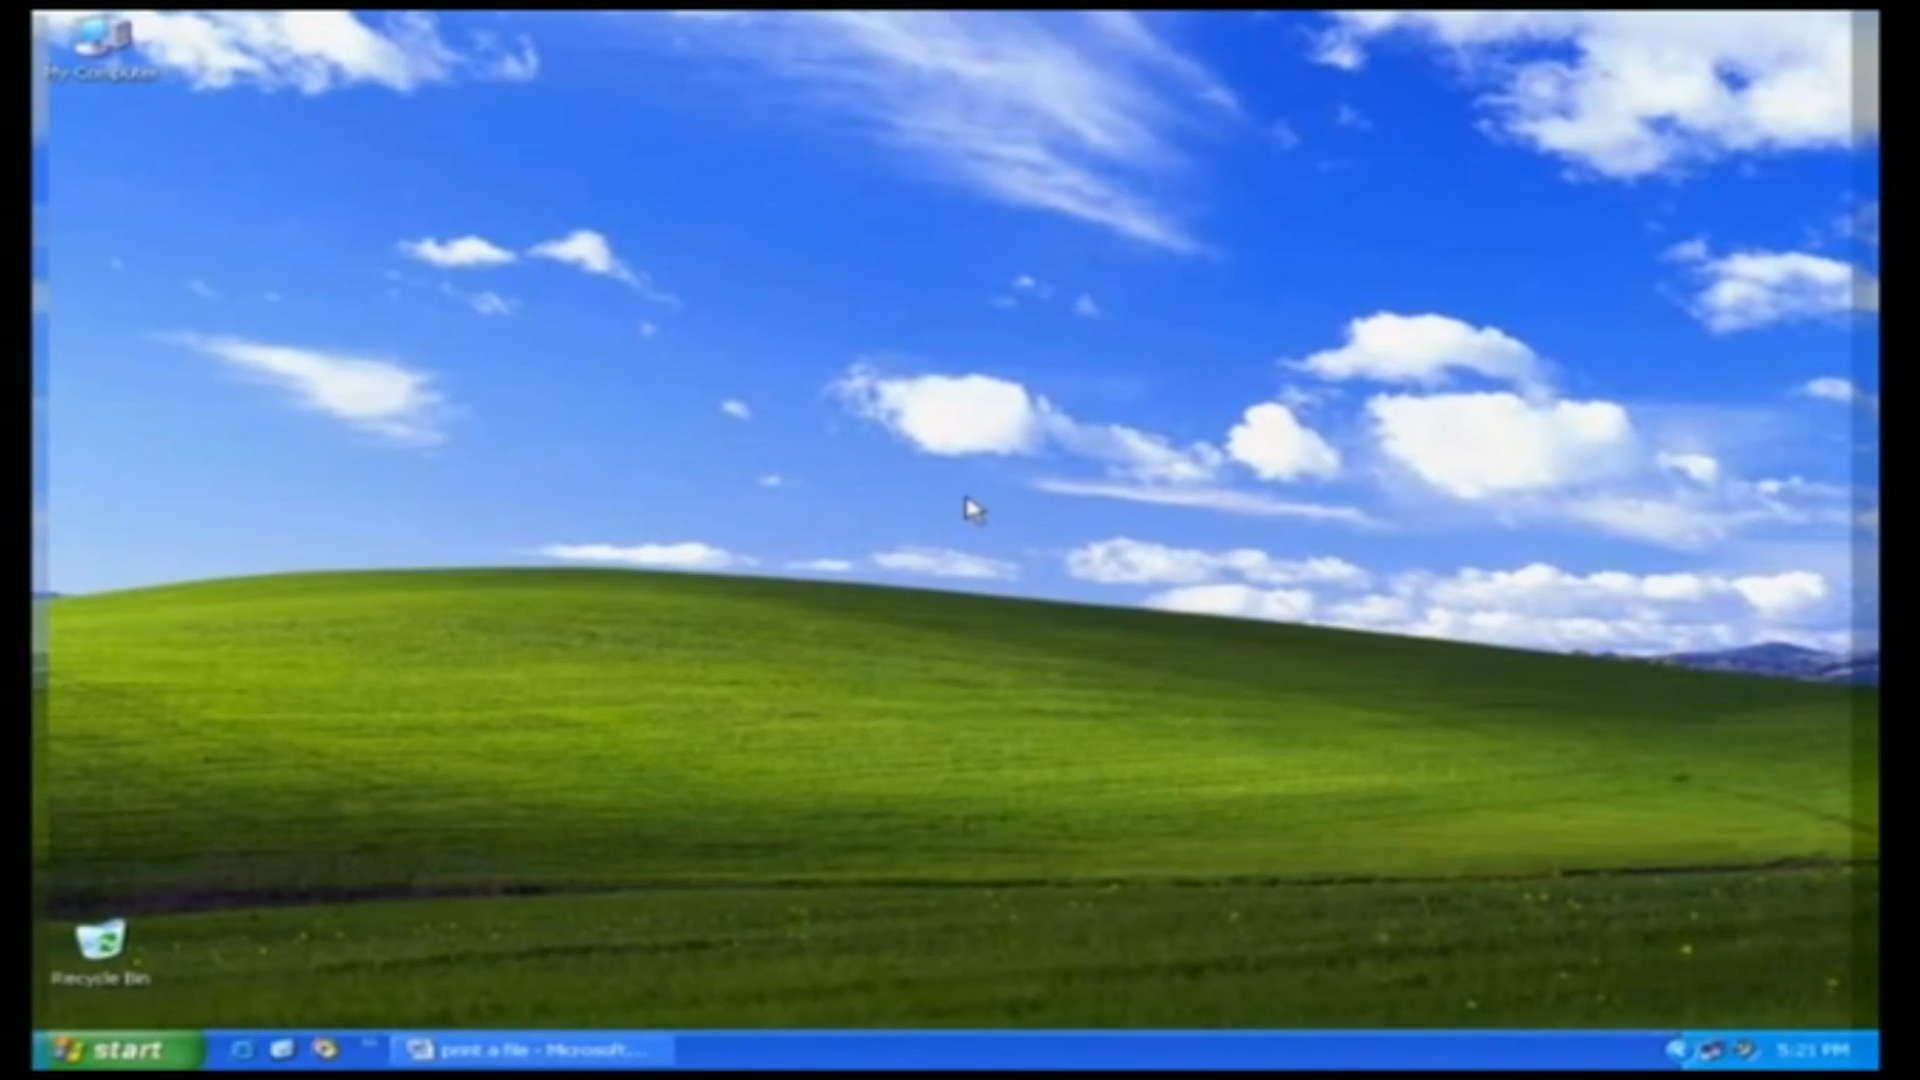 My Computer
Recycle Bin
start
print a file - Microsoft...
5:21 PM